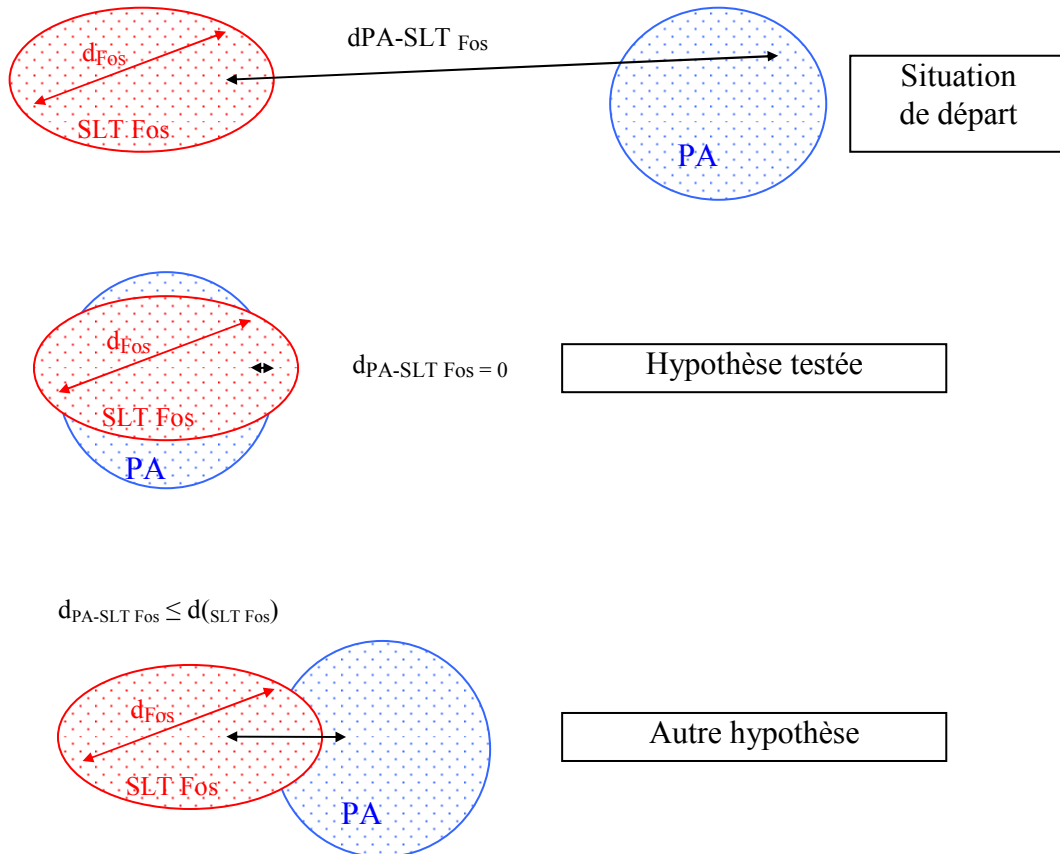 dFos
SLT Fos
dPA-SLT Fos
PA
Situation
de départ
dFos
SLT Fos
PA
dPA-SLT Fos = 0
Hypothèse testée
dPA-SLT Fos ≤ d(SLT Fos)
dFos
SLT Fos
PA
Autre hypothèse